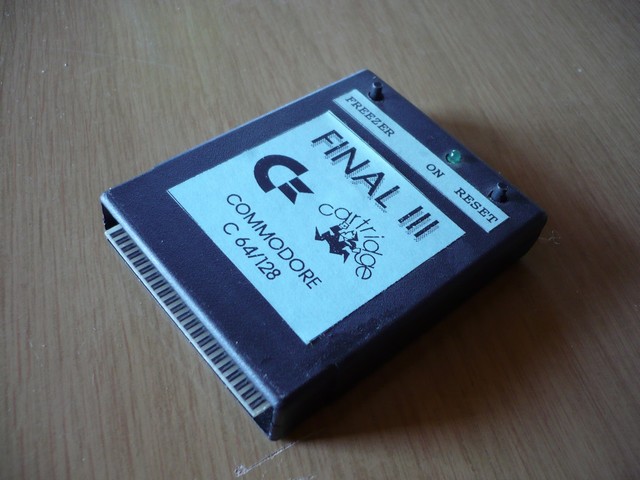 FREEZER ON RESET
FINAL III
cartridge
COMMODORE
C 64/128